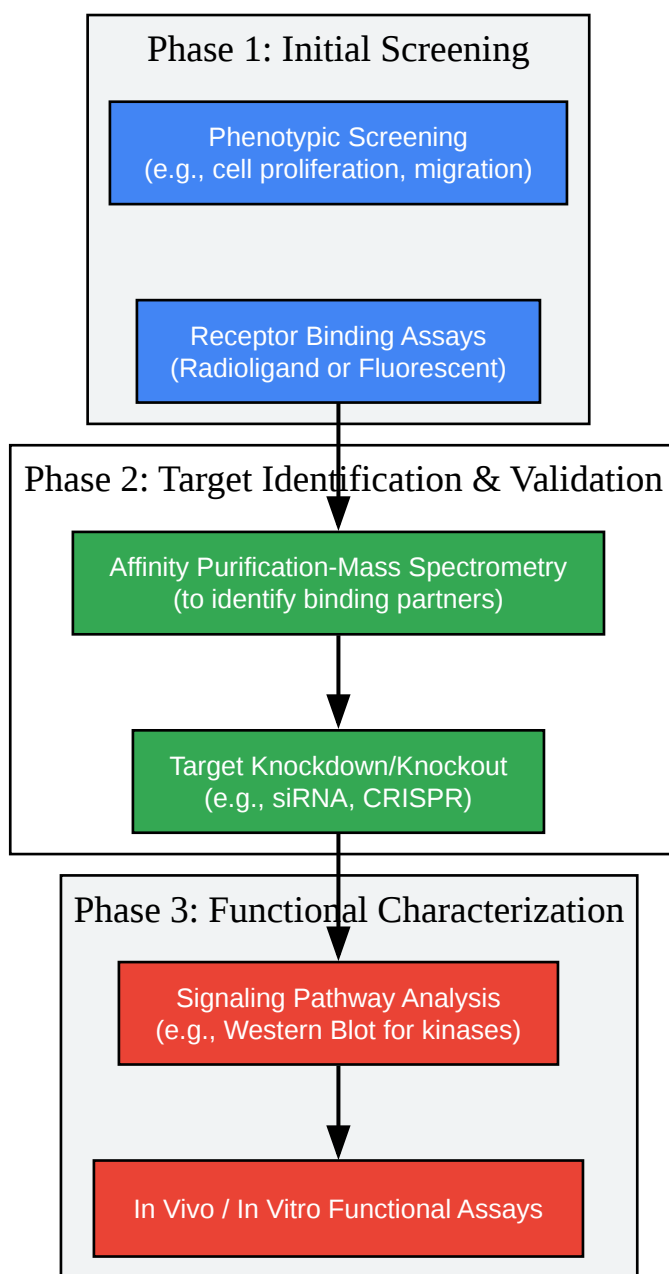 Phase 1: Initial Screening
Phenotypic Screening
(e.g., cell proliferation, migration)
Receptor Binding Assays
(Radioligand or Fluorescent)
Phase 2: Target Identification & Validation
Affinity Purification-Mass Spectrometry
(to identify binding partners)
Target Knockdown/Knockout
(e.g., siRNA, CRISPR)
Phase 3: Functional Characterization
Signaling Pathway Analysis
(e.g., Western Blot for kinases)
In Vivo / In Vitro Functional Assays